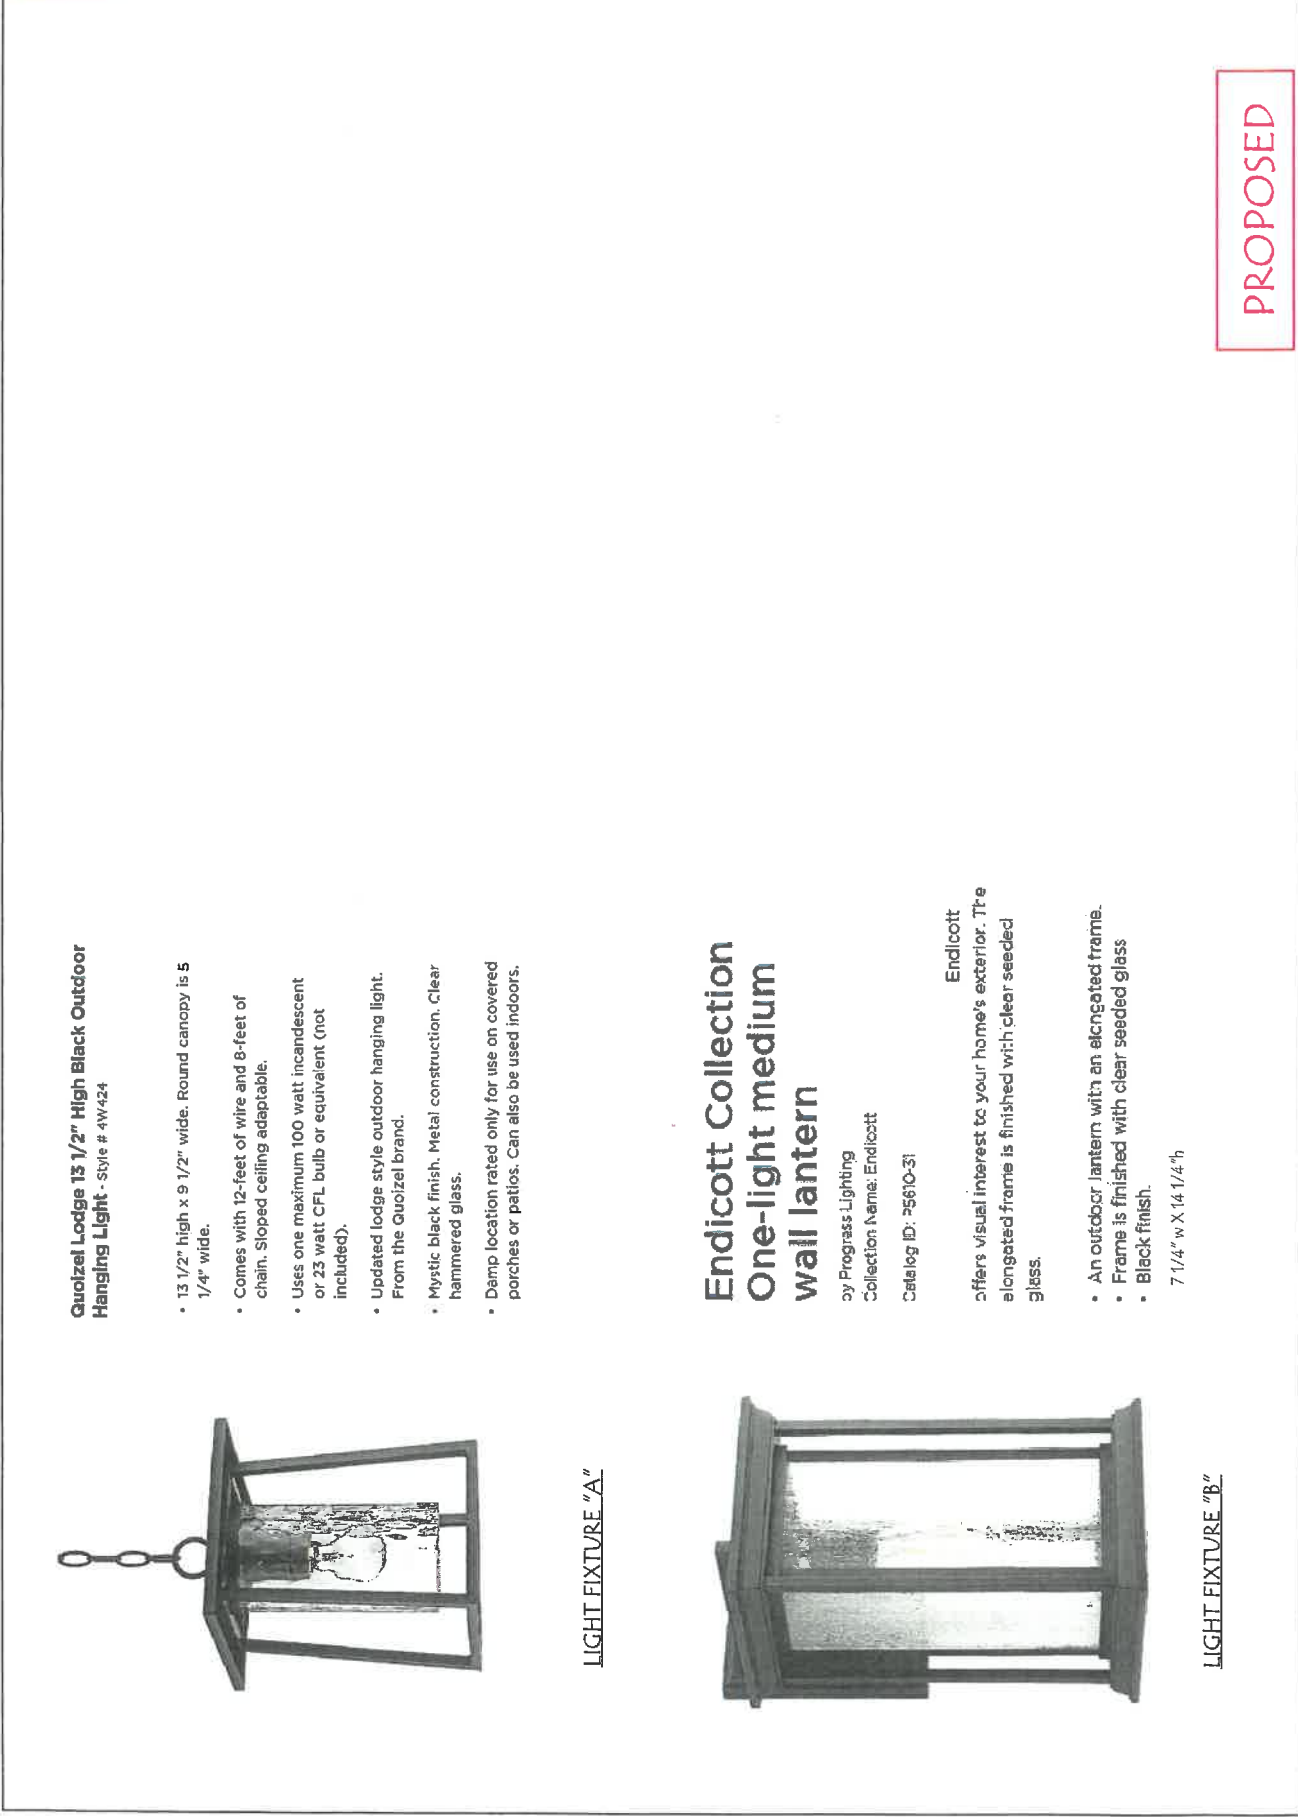 Quoizel Lodge 13 1/2" High Black Outdoor
Hanging Light - Style # 4W424
• 13 1/2" high x 9 1/2" wide. Round canopy is 5
1/4" wide.
• Comes with 12-feet of wire and 8-feet of
chain. Sloped ceiling adaptable.
• Uses one maximum 100 watt incandescent
or 23 watt CFL bulb or equivalent (not
included).
• Updated lodge style outdoor hanging light.
From the Quoizel brand.
• Mystic black finish. Metal construction. Clear
hammered glass.
• Damp location rated only for use on covered
porches or patios. Can also be used indoors.
LIGHT FIXTURE "A"
Endicott Collection
One-light medium
wall lantern
by Progress Lighting
Collection Name: Endicott
Catalog ID: P5610-31
Endicott
offers visual interest to your home's exterior. The
elongated frame is finished with clear seeded
glass.
• An outdoor lantern with an elongated frame.
• Frame is finished with clear seeded glass
• Black finish.
7 1/4" w X 14 1/4"h
LIGHT FIXTURE "B"
PROPOSED